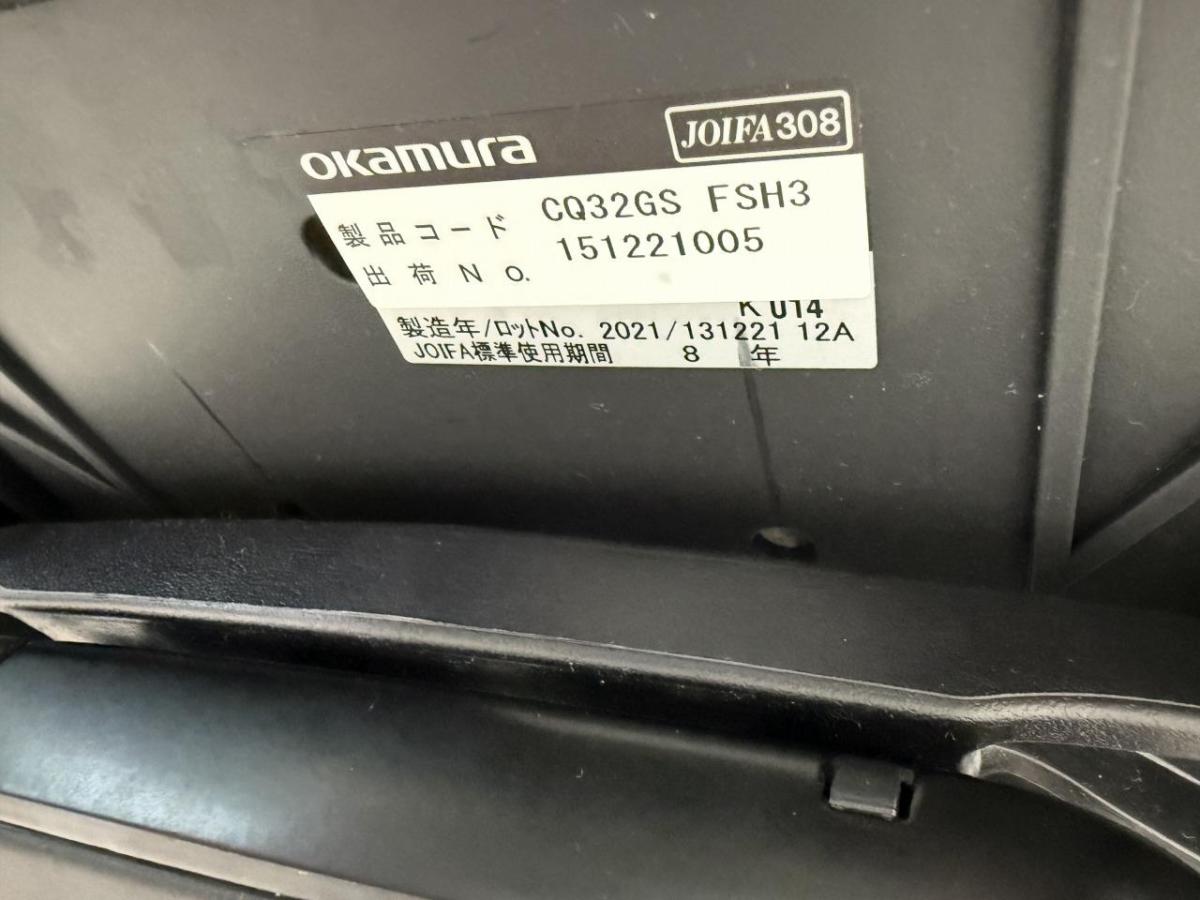 okamura
JOIFA308
製品コード CQ32GS FSH3
出荷No. 151221005
K U14
製造年/ロットNo. 2021/131221 12A
JOIFA標準使用期間 8 年